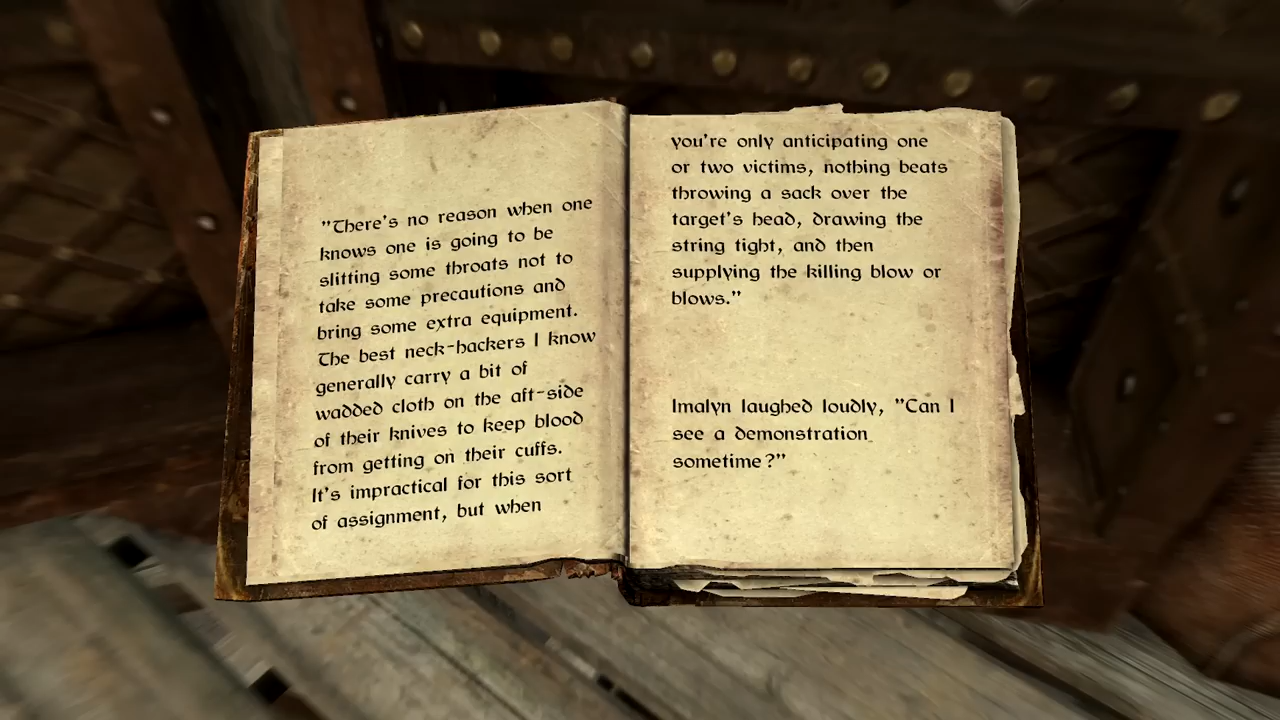 "There's no reason when one
knows one is going to be
slitting some throats not to
take some precautions and
bring some extra equipment.
The best neck-hackers I know
generally carry a bit of
wadded cloth on the aft-side
of their knives to keep blood
from getting on their cuffs.
It's impractical for this sort
of assignment, but when
you're only anticipating one
or two victims, nothing beats
throwing a sack over the
target's head, drawing the
string tight, and then
supplying the killing blow or
blows."
Imalyn laughed loudly, "Can I
see a demonstration
sometime?"